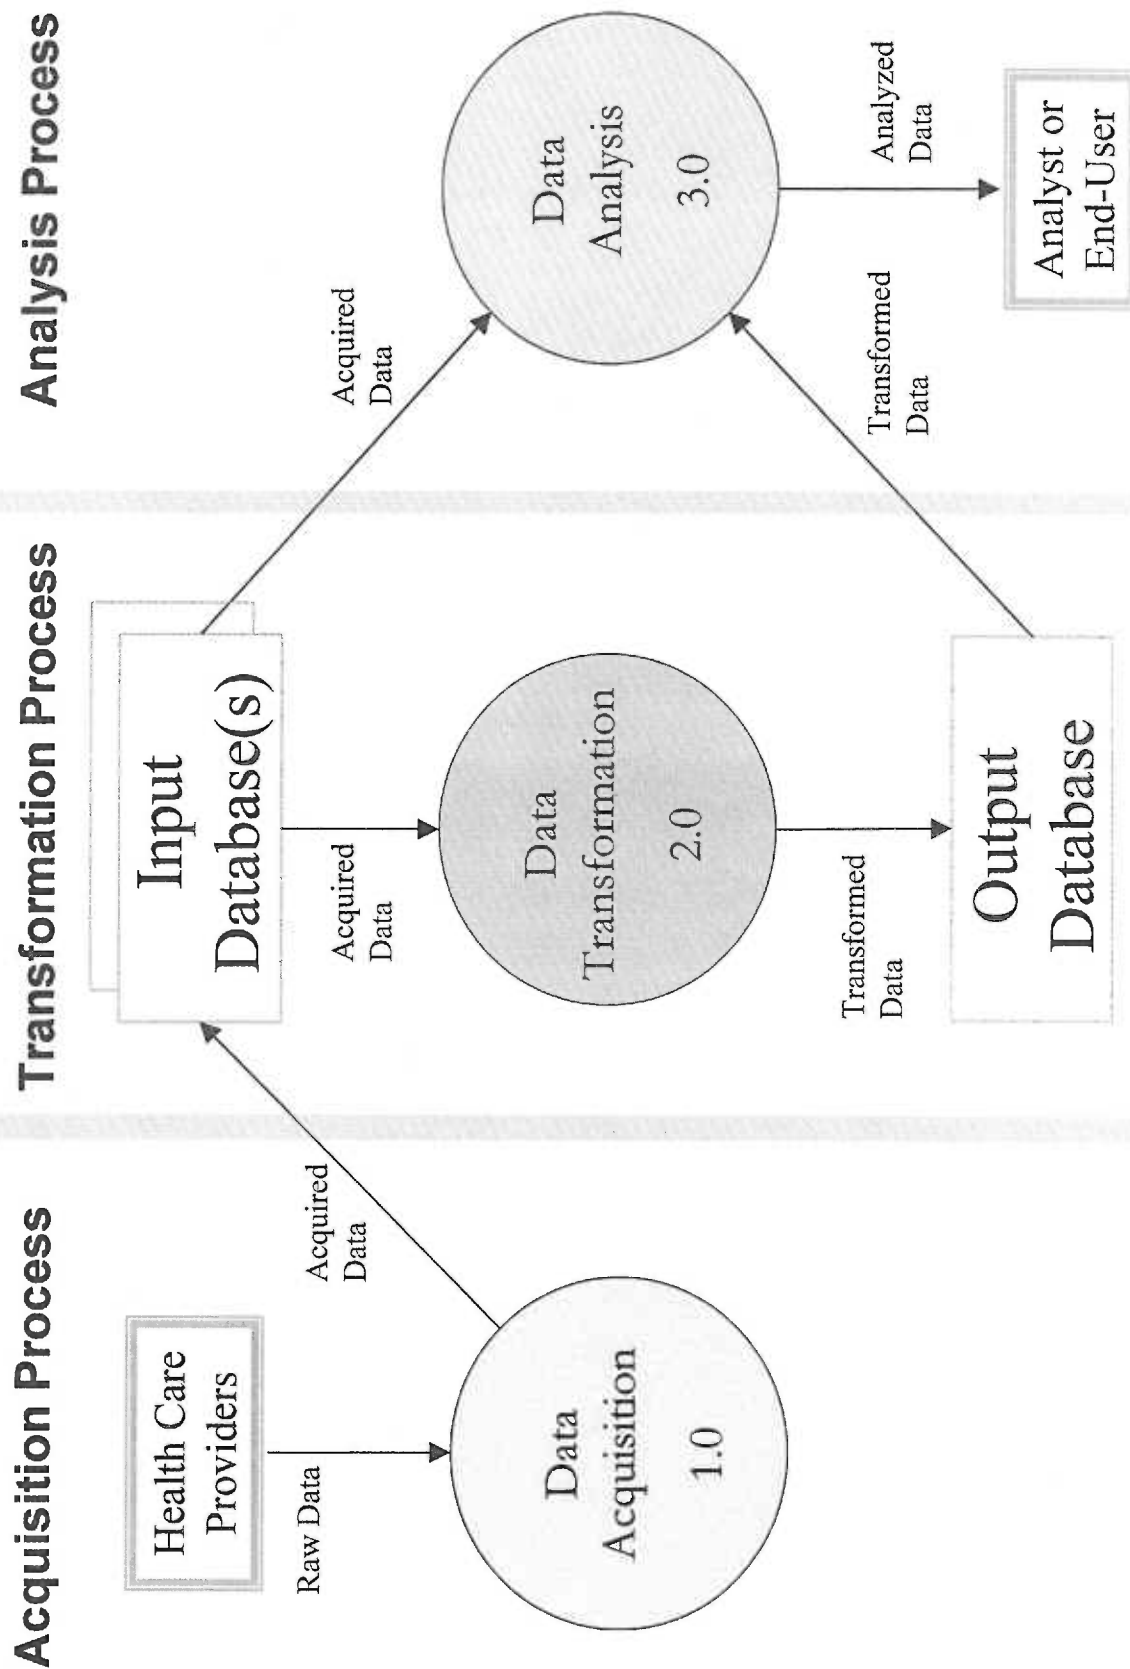 Acquisition Process
Health Care
Providers
Raw Data
Data
Acquisition
1.0
Acquired
Data
Transformation Process
Input
Database(s)
Acquired
Data
Data
Transformation
2.0
Transformed
Data
Output
Database
Analysis Process
Acquired
Data
Data
Analysis
3.0
Transformed
Data
Analyzed
Data
Analyst or
End-User